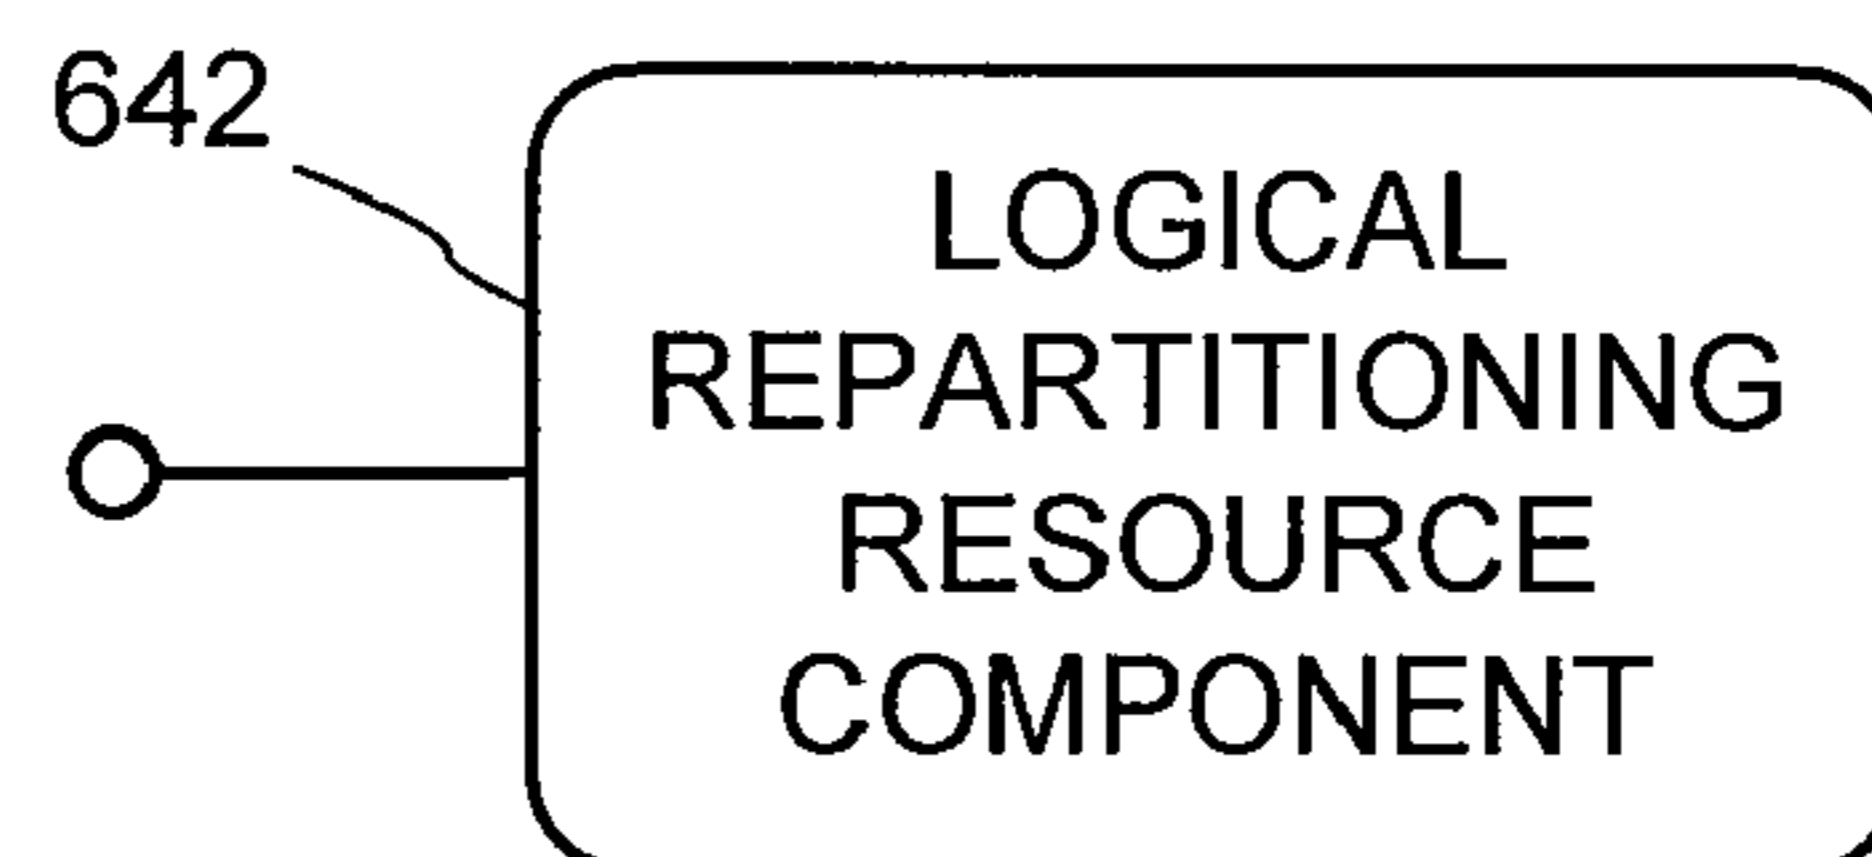 642
LOGICAL
REPARTITIONING
RESOURCE
COMPONENT